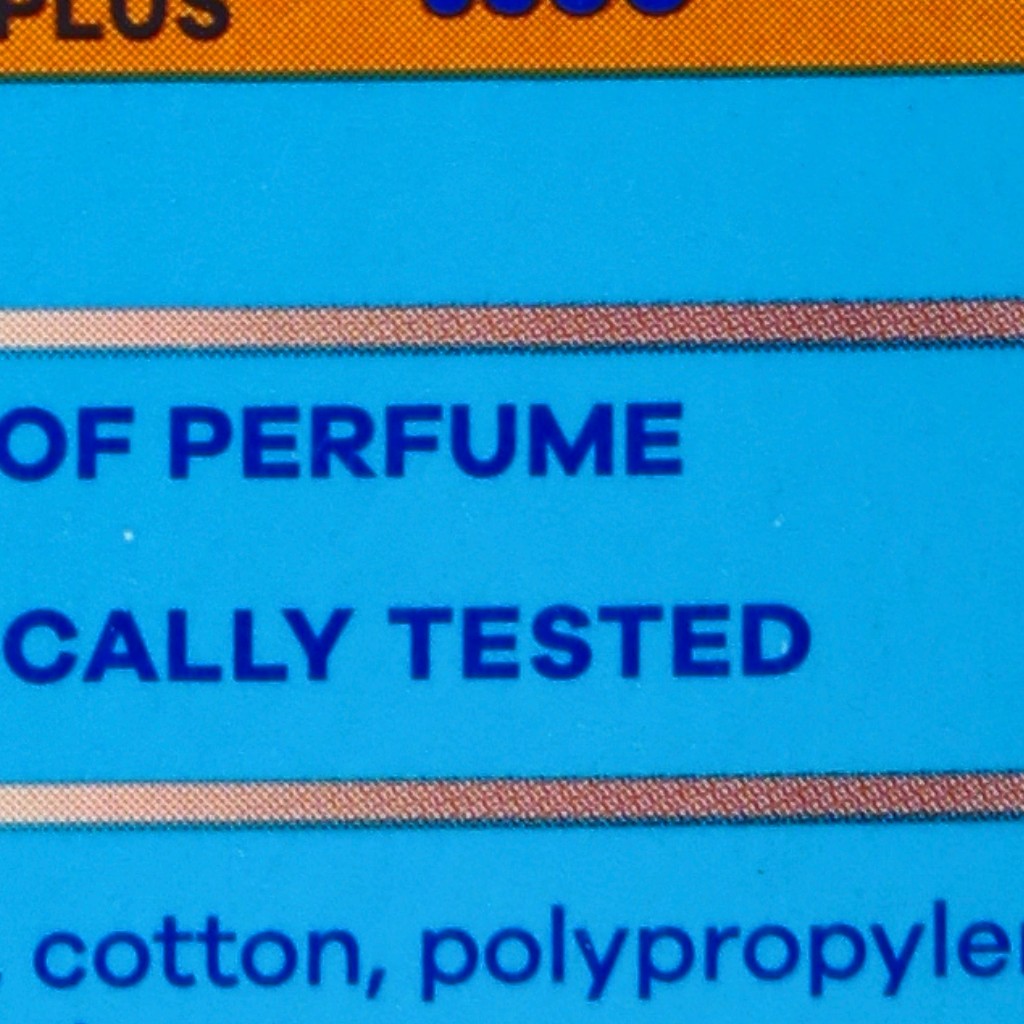 PLUS
OF PERFUME
CALLY TESTED
, cotton, polypropyle